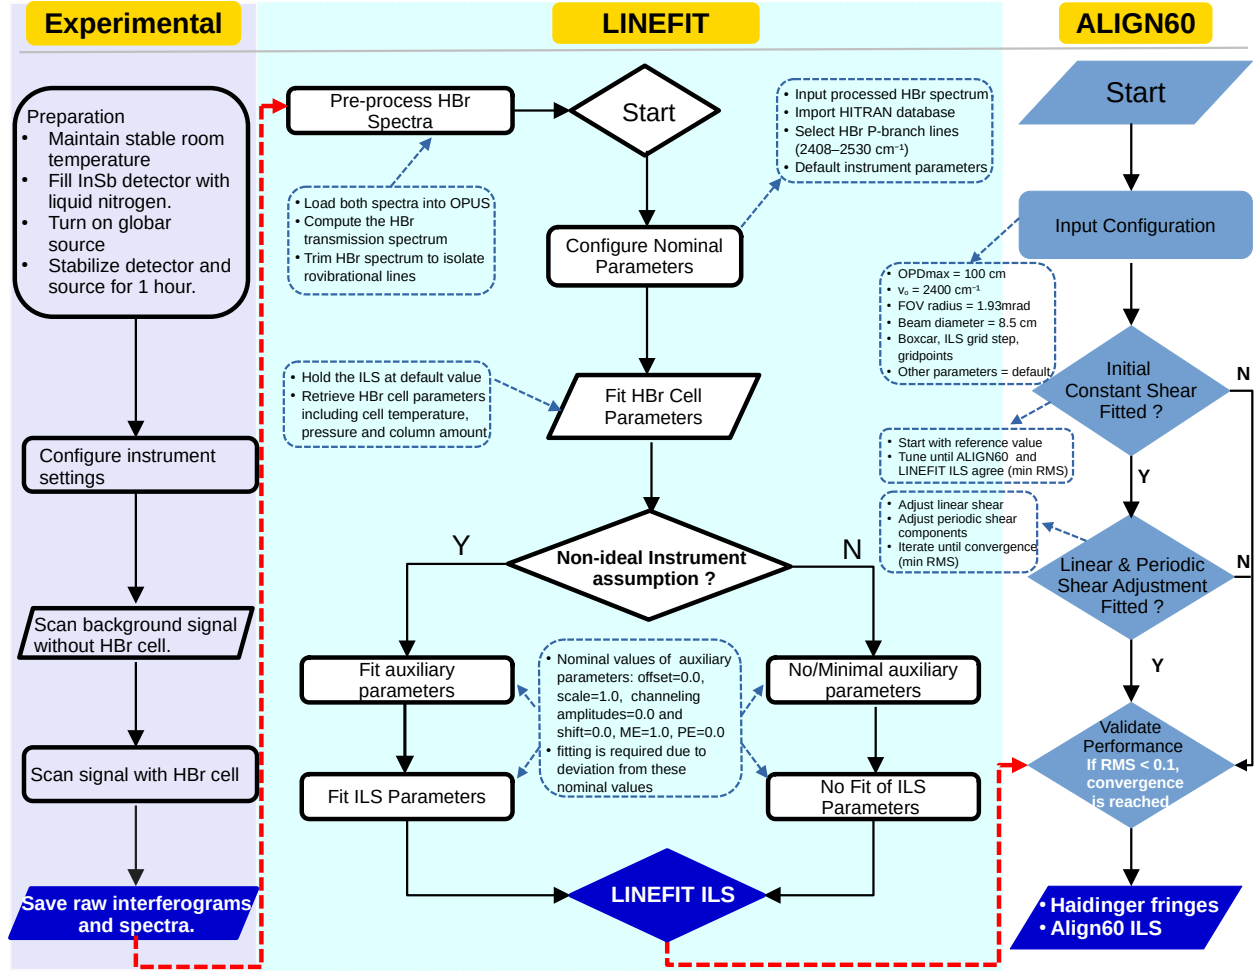 Experimental
LINEFIT
ALIGN60
Preparation
• Maintain stable room
temperature
• Fill InSb detector with
liquid nitrogen.
• Turn on globar
source
• Stabilize detector and
source for 1 hour.
Configure instrument
settings
Scan background signal
without HBr cell.
Scan signal with HBr cell
Save raw interferograms
and spectra.
Pre-process HBr
Spectra
Start
• Input processed HBr spectrum
• Import HITRAN database
• Select HBr P-branch lines
(2408–2530 cm⁻¹)
• Default instrument parameters
• Load both spectra into OPUS
• Compute the HBr
transmission spectrum
• Trim HBr spectrum to isolate
rovibrational lines
Configure Nominal
Parameters
• Hold the ILS at default value
• Retrieve HBr cell parameters
including cell temperature,
pressure and column amount
Fit HBr Cell
Parameters
Non-ideal Instrument
assumption ?
Y
N
Fit auxiliary
parameters
• Nominal values of auxiliary
parameters: offset=0.0,
scale=1.0, channeling
amplitudes=0.0 and
shift=0.0, ME=1.0, PE=0.0
• fitting is required due to
deviation from these
nominal values
No/Minimal auxiliary
parameters
Fit ILS Parameters
No Fit of ILS
Parameters
LINEFIT ILS
Start
Input Configuration
• OPDmax = 100 cm
• vₒ = 2400 cm⁻¹
• FOV radius = 1.93mrad
• Beam diameter = 8.5 cm
• Boxcar, ILS grid step,
gridpoints
• Other parameters = default
Initial
Constant Shear
Fitted ?
N
• Start with reference value
• Tune until ALIGN60 and
LINEFIT ILS agree (min RMS)
Y
• Adjust linear shear
• Adjust periodic shear
components
• Iterate until convergence
(min RMS)
Linear & Periodic
Shear Adjustment
Fitted ?
N
Y
Validate
Performance
If RMS < 0.1,
convergence
is reached
• Haidinger fringes
• Align60 ILS